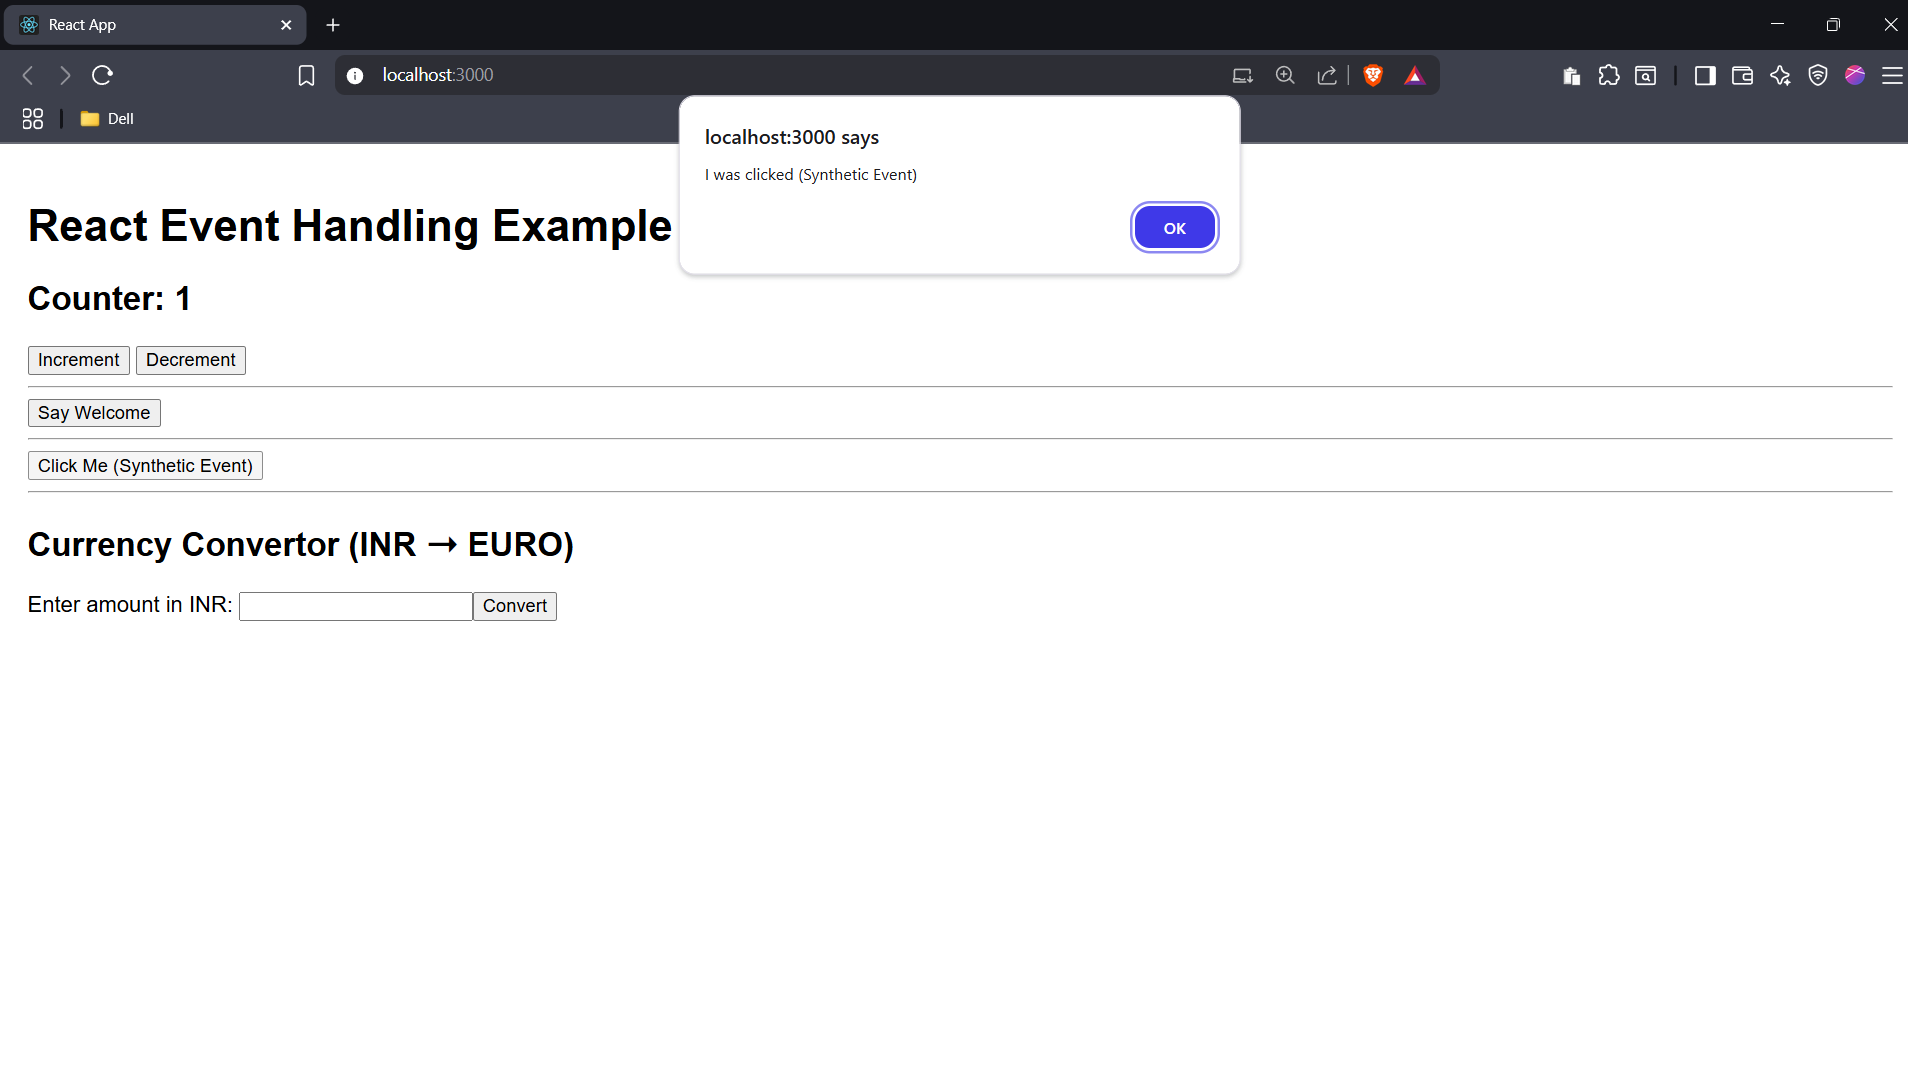 React App
localhost:3000
Dell
localhost:3000 says
I was clicked (Synthetic Event)
OK
React Event Handling Example
Counter: 1
Increment Decrement
Say Welcome
Click Me (Synthetic Event)
Currency Convertor (INR → EURO)
Enter amount in INR: Convert